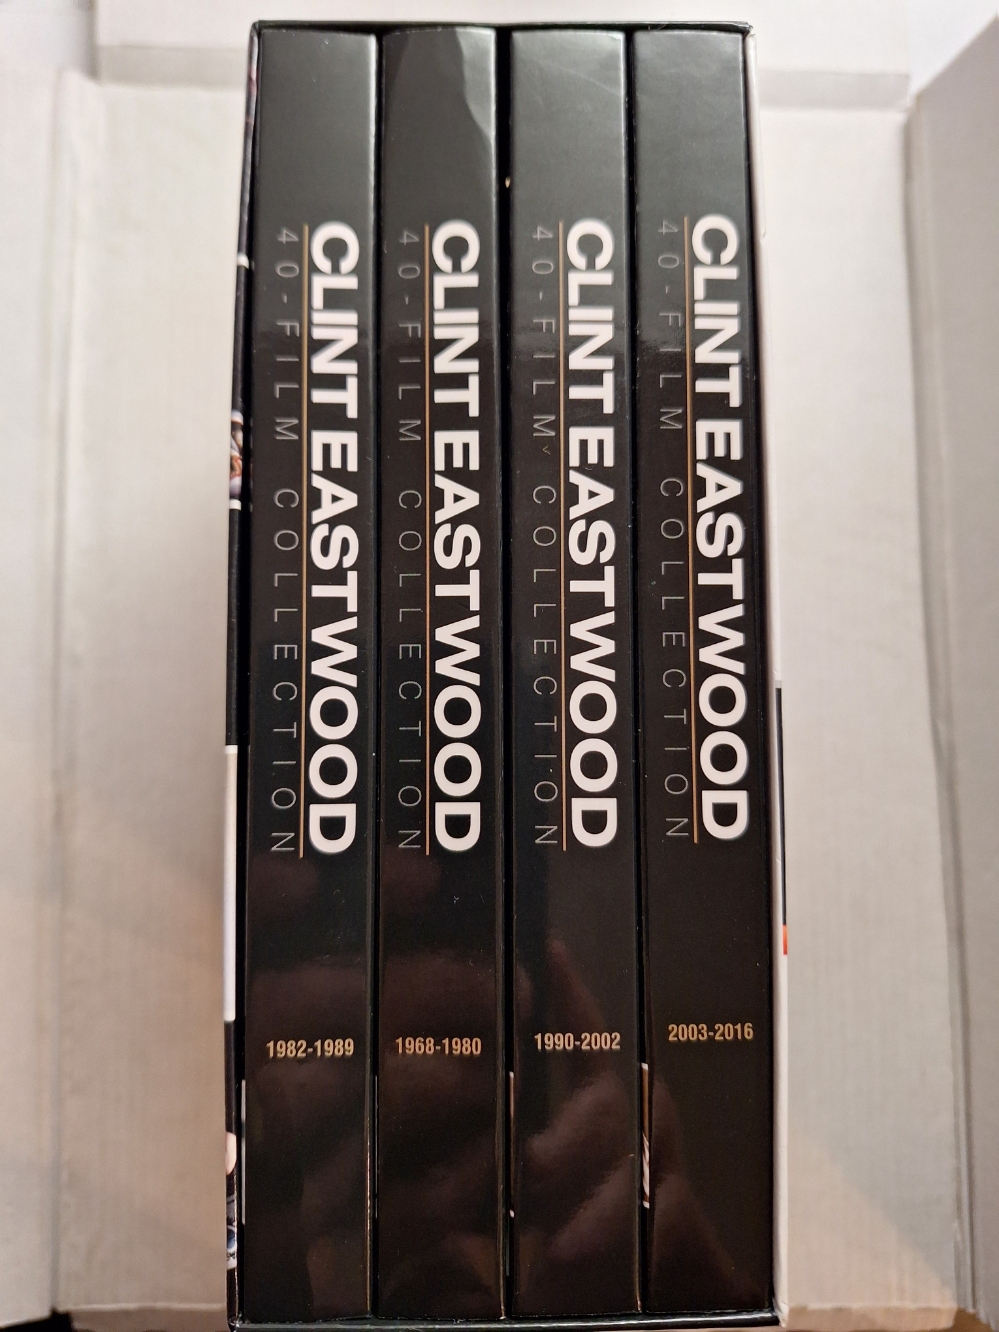 CLINT EASTWOOD
40-FILM COLLECTION
1982-1989
CLINT EASTWOOD
40-FILM COLLECTION
1968-1980
CLINT EASTWOOD
40-FILM COLLECTION
1990-2002
CLINT EASTWOOD
40-FILM COLLECTION
2003-2016